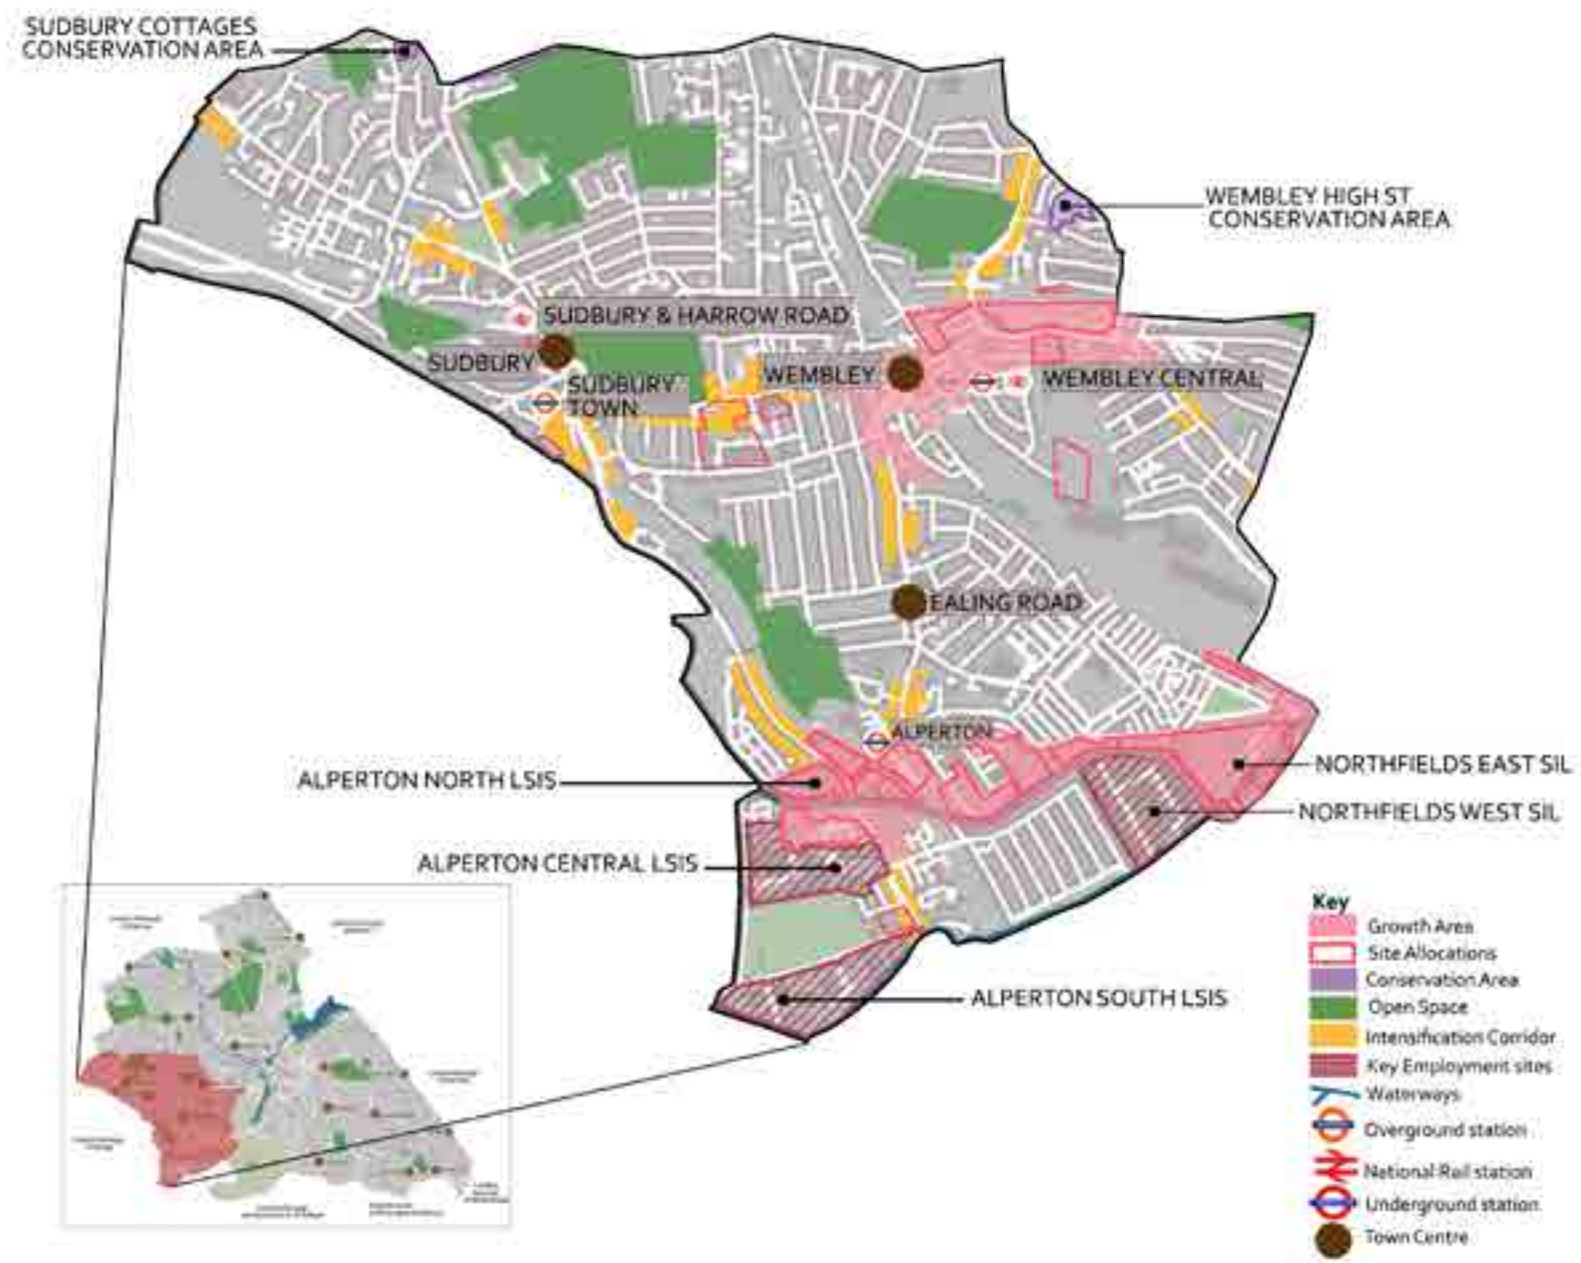 SUDBURY COTTAGES
CONSERVATION AREA
WEMBLEY HIGH ST
CONSERVATION AREA
SUDBURY & HARROW ROAD
SUDBURY
SUDBURY
TOWN
WEMBLEY
WEMBLEY CENTRAL
EALING ROAD
ALPERTON
ALPERTON NORTH LSIS
NORTHFIELDS EAST SIL
NORTHFIELDS WEST SIL
ALPERTON CENTRAL LSIS
ALPERTON SOUTH LSIS
Key
Growth Area
Site Allocations
Conservation Area
Open Space
Intensification Corridor
Key Employment sites
Waterways
Overground station
National Rail station
Underground station
Town Centre